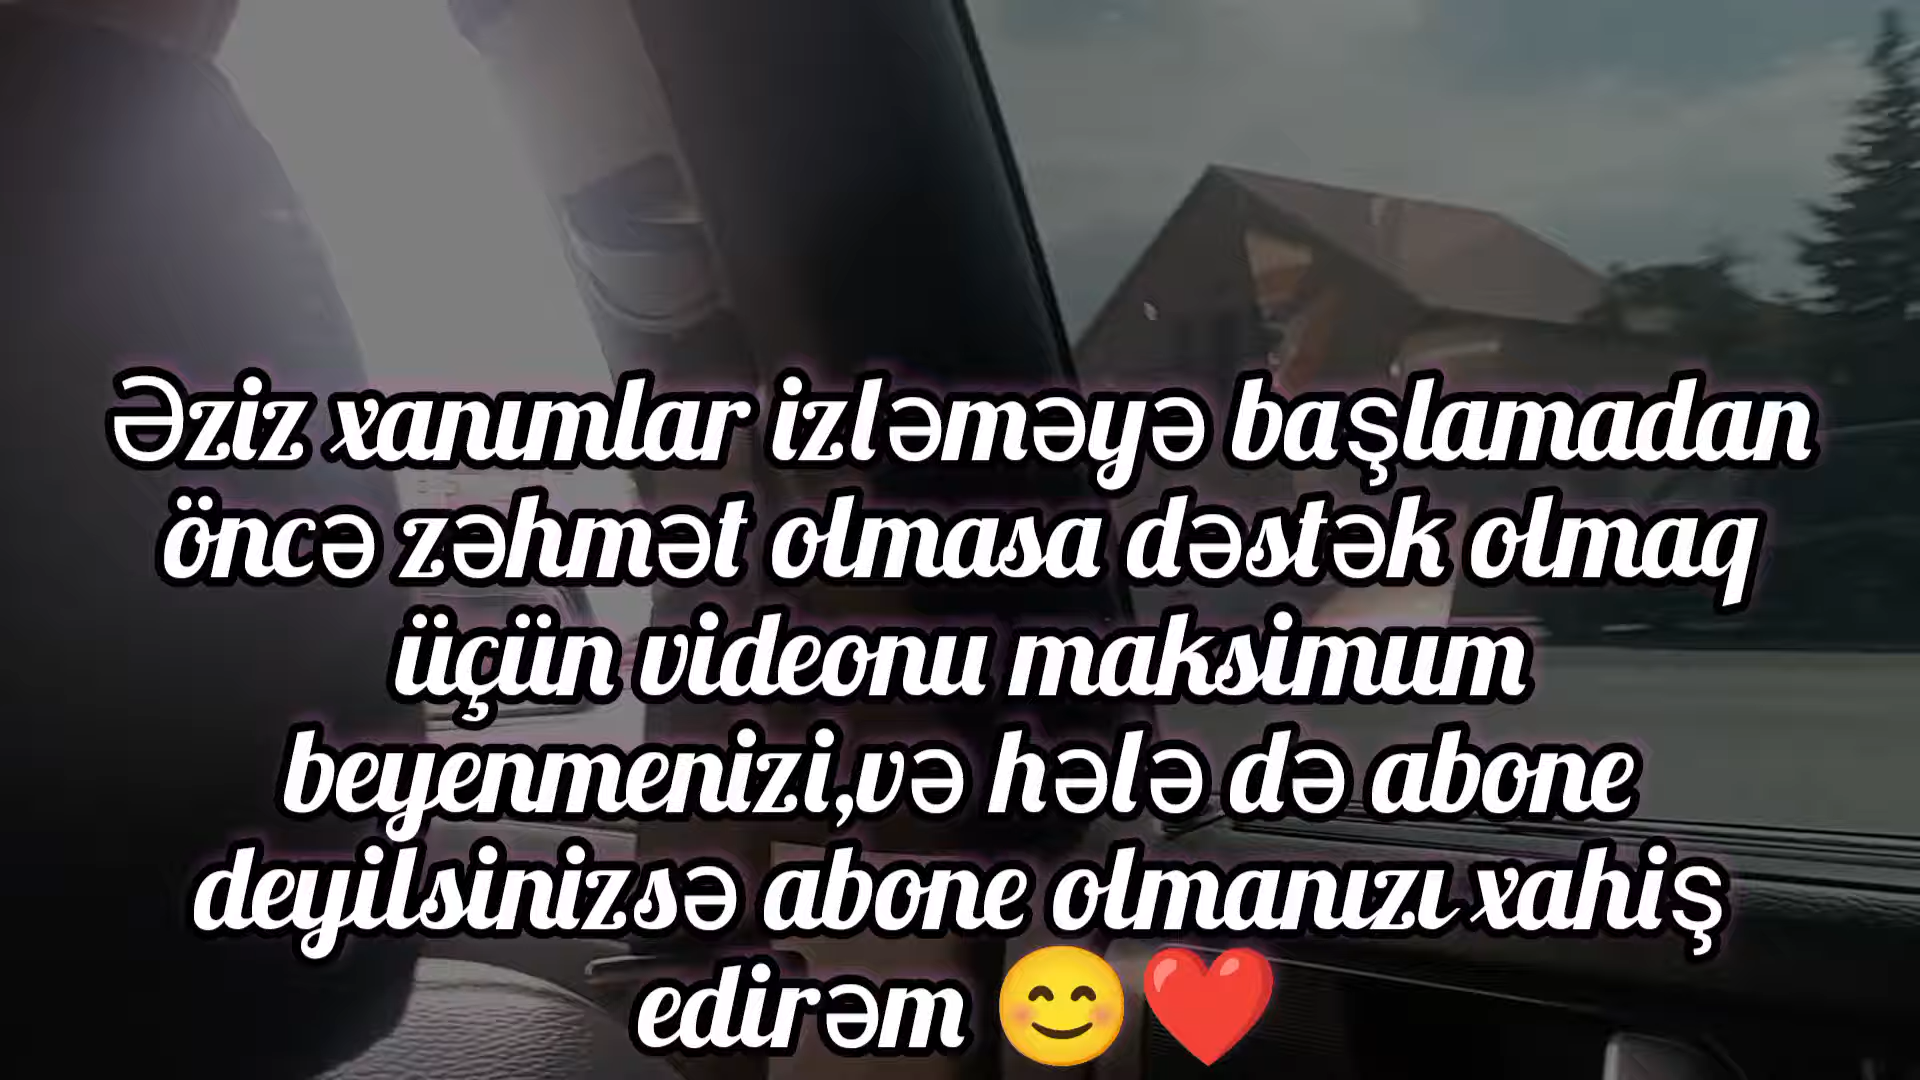 Əziz xanımlar izləməyə başlamadan
öncə zəhmət olmasa dəstək olmaq
üçün videonu maksimum
beyenmenizi,və hələ də abone
deyilsinizsə abone olmanızı xahiş
edirəm 😊❤️